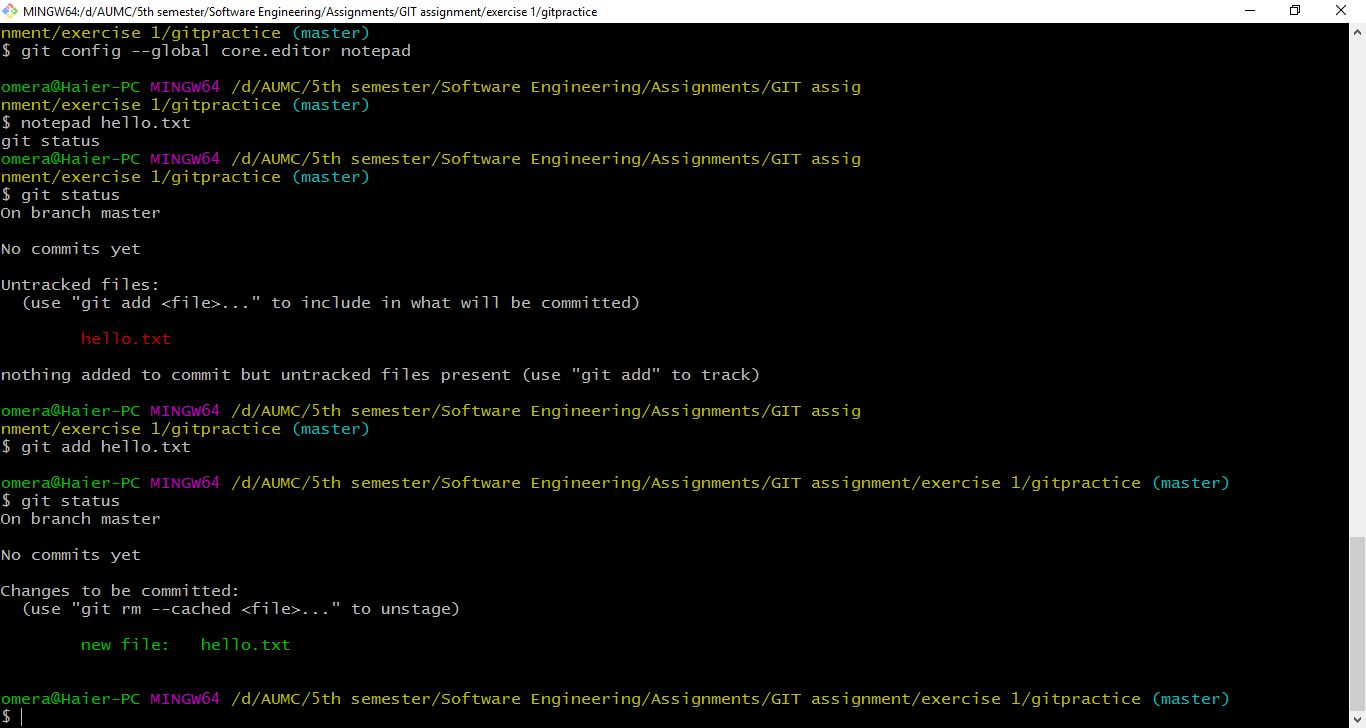 MINGW64:/d/AUMC/5th semester/Software Engineering/Assignments/GIT assignment/exercise 1/gitpractice
nment/exercise 1/gitpractice (master)
$ git config --global core.editor notepad
omera@Haier-PC MINGW64 /d/AUMC/5th semester/Software Engineering/Assignments/GIT assig
nment/exercise 1/gitpractice (master)
$ notepad hello.txt
git status
omera@Haier-PC MINGW64 /d/AUMC/5th semester/Software Engineering/Assignments/GIT assig
nment/exercise 1/gitpractice (master)
$ git status
On branch master
No commits yet
Untracked files:
(use "git add <file>..." to include in what will be committed)
hello.txt
nothing added to commit but untracked files present (use "git add" to track)
omera@Haier-PC MINGW64 /d/AUMC/5th semester/Software Engineering/Assignments/GIT assig
nment/exercise 1/gitpractice (master)
$ git add hello.txt
omera@Haier-PC MINGW64 /d/AUMC/5th semester/Software Engineering/Assignments/GIT assignment/exercise 1/gitpractice (master)
$ git status
On branch master
No commits yet
Changes to be committed:
(use "git rm --cached <file>..." to unstage)
new file:   hello.txt
omera@Haier-PC MINGW64 /d/AUMC/5th semester/Software Engineering/Assignments/GIT assignment/exercise 1/gitpractice (master)
$